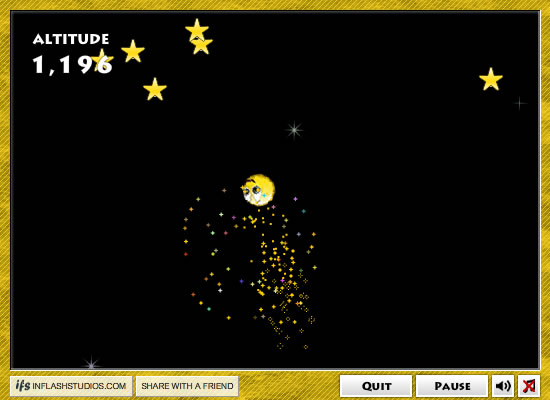 ALTITUDE
1,196
ifs INFLASHSTUDIOS.COM SHARE WITH A FRIEND QUIT PAUSE